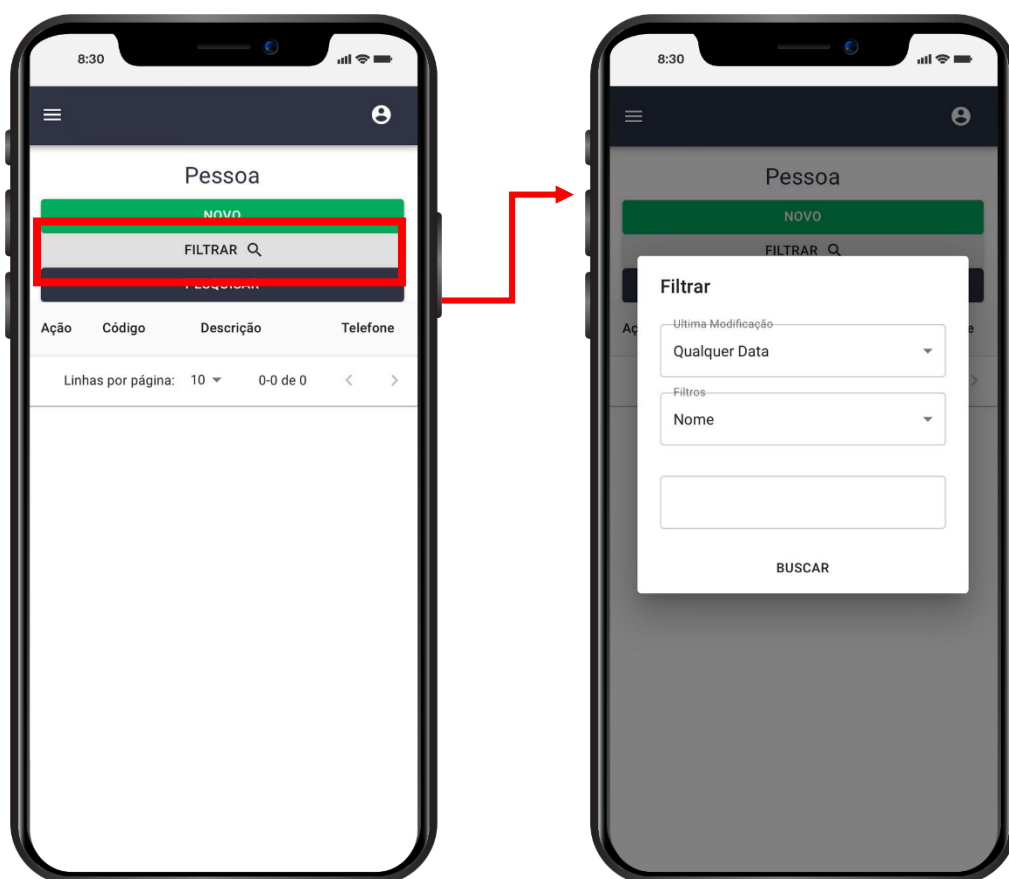 8:30
Pessoa
NOVO
FILTRAR
PESQUISAR
Ação Código Descrição Telefone
Linhas por página: 10 0-0 de 0
8:30
Pessoa
NOVO
FILTRAR
Filtrar
Ultima Modificação
Qualquer Data
Filtros
Nome
BUSCAR